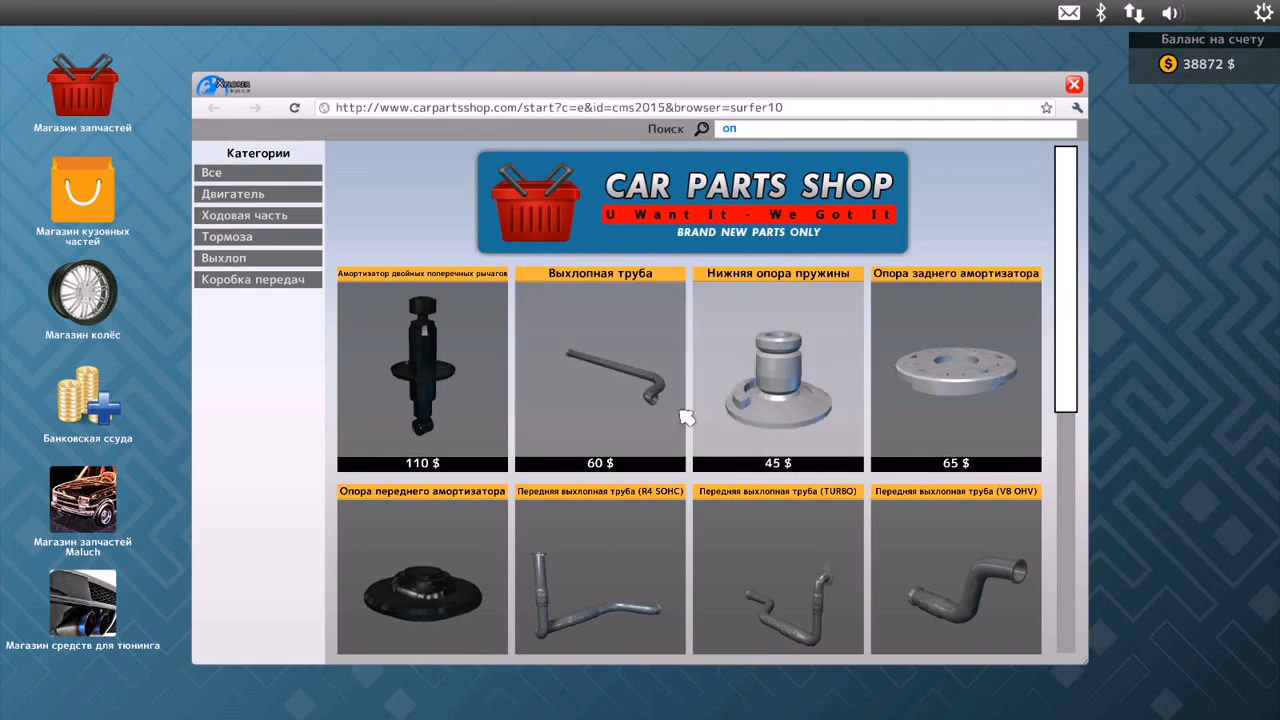 Баланс на счету
38872 $
Магазин запчастей
Магазин кузовных
частей
Магазин колёс
Банковская ссуда
Магазин запчастей
Maluch
Магазин средств для тюнинга
http://www.carpartsshop.com/start?c=e&id=cms2015&browser=surfer10
Поиск
оп
Категории
Все
Двигатель
Ходовая часть
Тормоза
Выхлоп
Коробка передач
CAR PARTS SHOP
U Want It - We Got It
BRAND NEW PARTS ONLY
Амортизатор двойных поперечных рычагов
Выхлопная труба
Нижняя опора пружины
Опора заднего амортизатора
110 $
60 $
45 $
65 $
Опора переднего амортизатора
Передняя выхлопная труба (R4 SOHC)
Передняя выхлопная труба (TURBO)
Передняя выхлопная труба (V8 OHV)